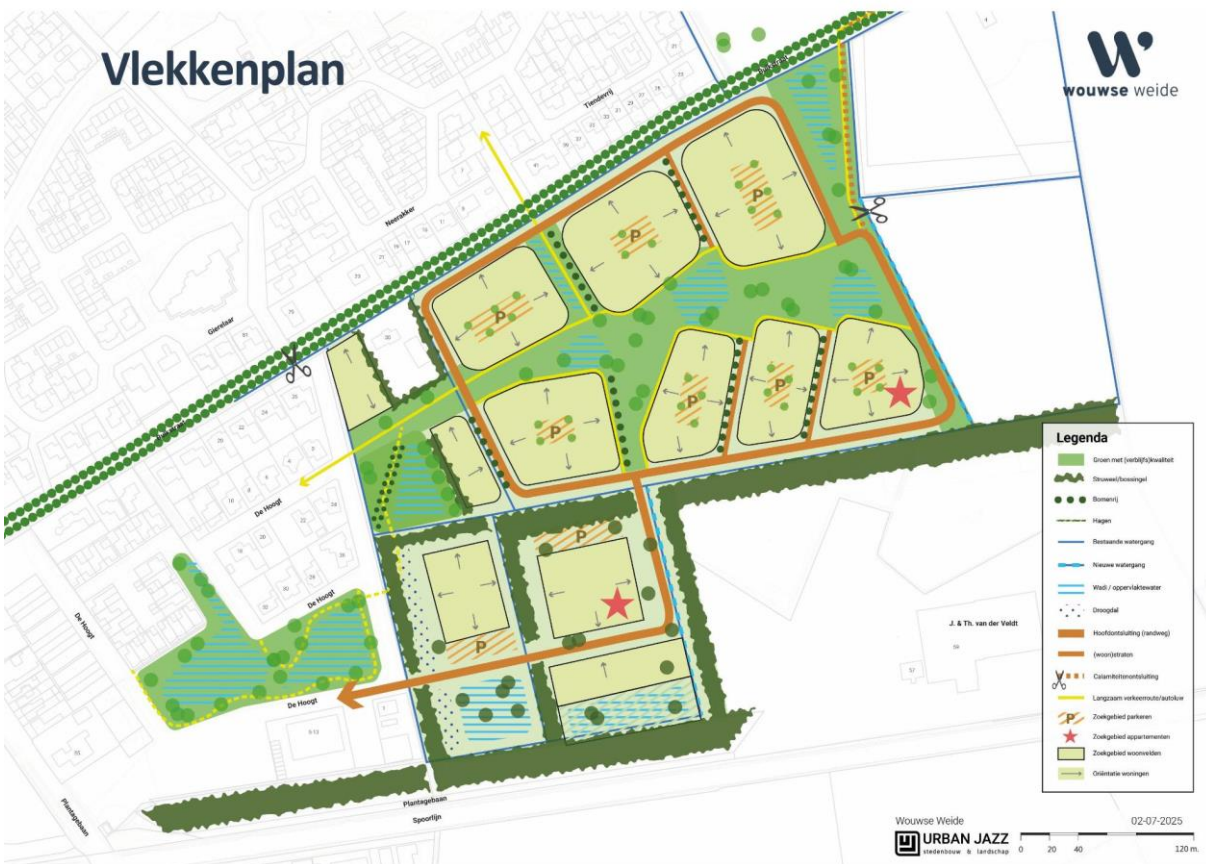 Vlekkenplan
wouwse weide
Tiendevrij
Neerakker
Gierelaar
De Hoogt
De Hoogt
De Hoogt
De Hoogt
Plantagebaan
Plantagebaan
Spoorlijn
J. & Th. van der Veldt
P
P
P
P
P
P
P
P
P
Legenda
Groen met (verblijfs)kwaliteit
Struweel/bossingel
Bomenrij
Hagen
Bestaande watergang
Nieuwe watergang
Wadi / oppervlaktewater
Droogdal
Hoofdontsluiting (randweg)
(woon)straten
Calamiteitenontsluiting
Langzaam verkeerroute/autoluw
P
Zoekgebied parkeren
Zoekgebied appartementen
Zoekgebied woonvelden
Oriëntatie woningen
Wouwse Weide
02-07-2025
URBAN JAZZ
stedenbouw & landschap
0 20 40 120 m.